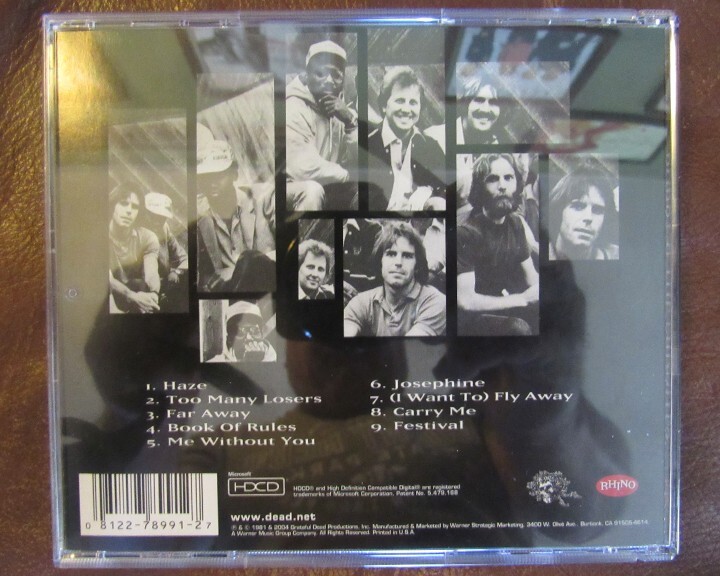 1. Haze
2. Too Many Losers
3. Far Away
4. Book Of Rules
5. Me Without You
6. Josephine
7. (I Want To) Fly Away
8. Carry Me
9. Festival
Microsoft
HDCD
HDCD® and High Definition Compatible Digital® are registered
trademarks of Microsoft Corporation. Patent No. 5,479,168
RHINO
0 8122-78991-2 7
www.dead.net
℗ & © 1981 & 2004 Grateful Dead Productions, Inc. Manufactured & Marketed by Warner Strategic Marketing, 3400 W. Olive Ave., Burbank, CA 91505-4614.
A Warner Music Group Company. All Rights Reserved. Printed in U.S.A.